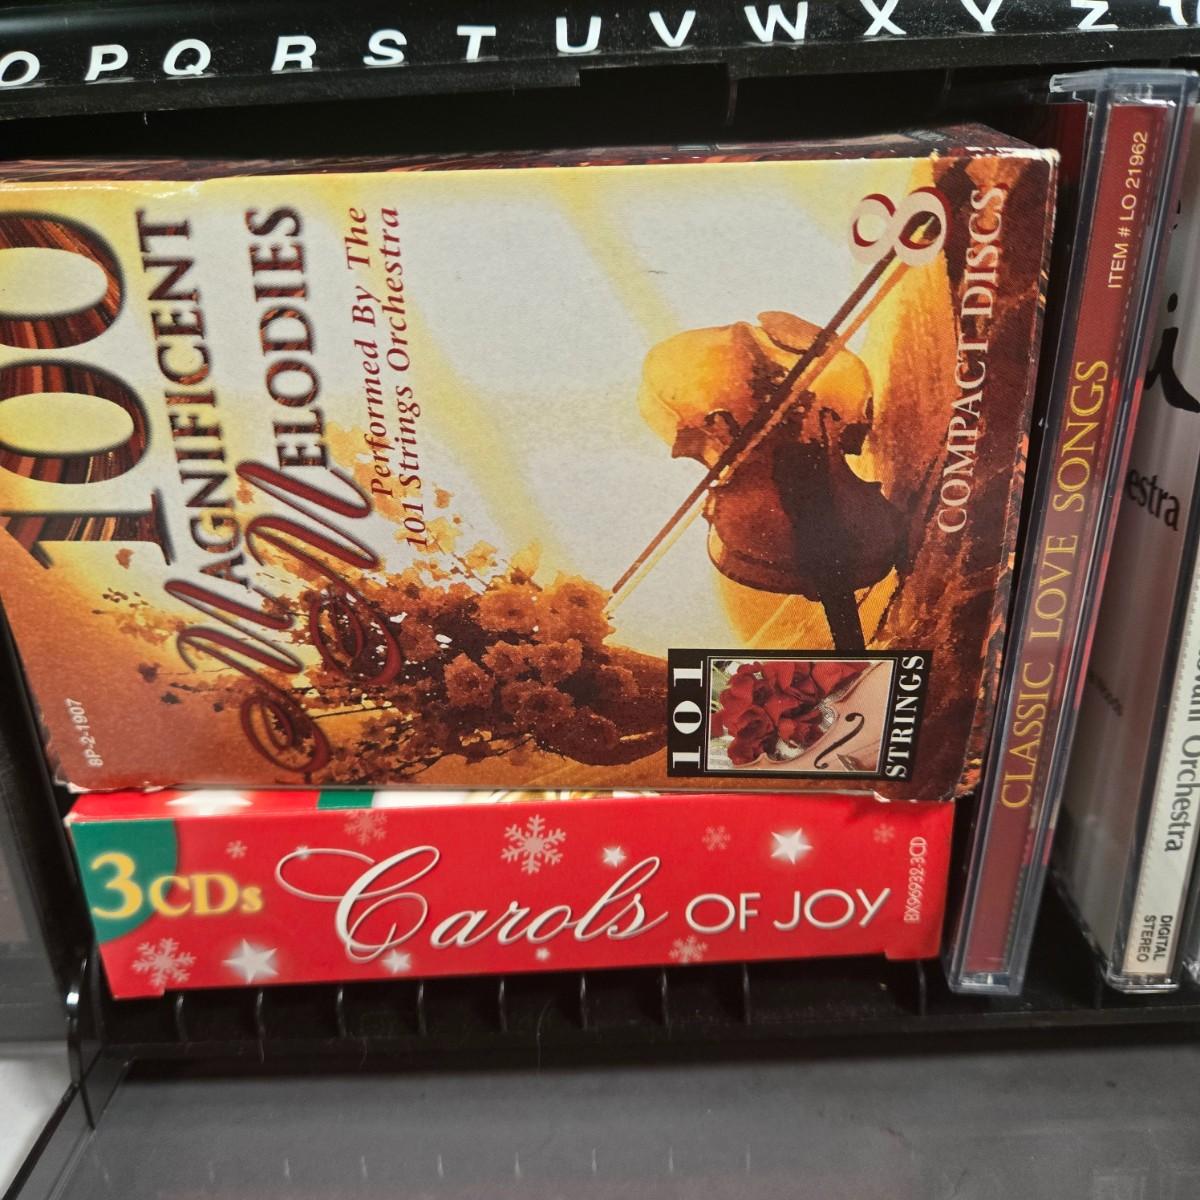 O P Q R S T U V W X Y Z
100
MAGNIFICENT
MELODIES
Performed By The
101 Strings Orchestra
8
COMPACT DISCS
8P-2-1907
101
STRINGS
3CDs
Carols OF JOY
BX99932-3CD
CLASSIC LOVE SONGS
ITEM # LO 21962
estra
Orchestra
DIGITAL
STEREO